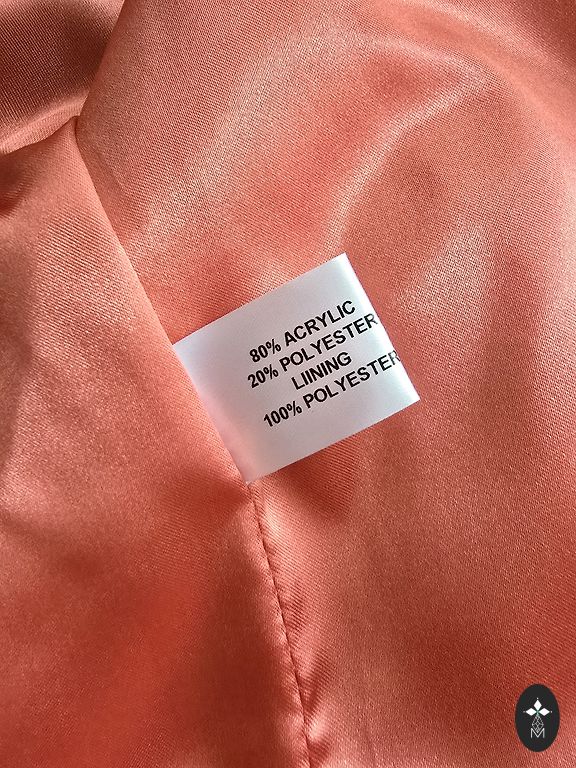 80% ACRYLIC
20% POLYESTER
LIINING
100% POLYESTER